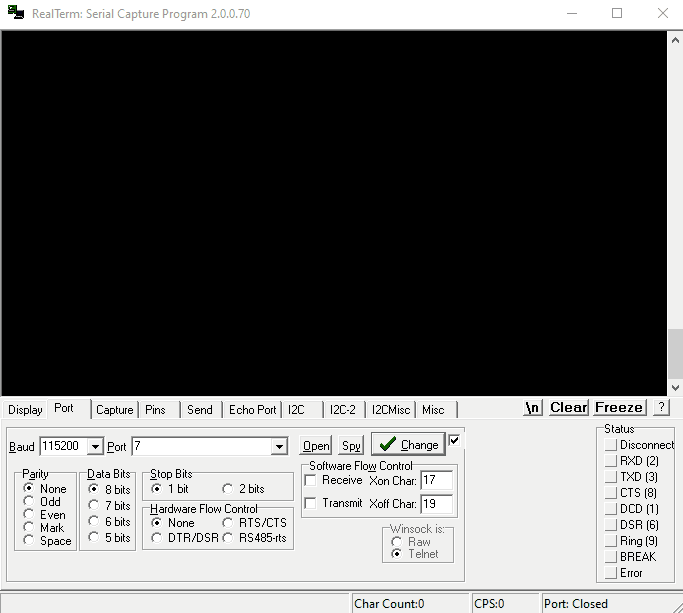 RealTerm: Serial Capture Program 2.0.0.70
Display Port Capture Pins Send Echo Port I2C I2C-2 I2CMisc Misc \n Clear Freeze ?
Baud 115200 Port 7 Open Spy Change
Parity
None
Odd
Even
Mark
Space
Data Bits
8 bits
7 bits
6 bits
5 bits
Stop Bits
1 bit 2 bits
Hardware Flow Control
None RTS/CTS
DTR/DSR RS485-rts
Software Flow Control
Receive Xon Char: 17
Transmit Xoff Char: 19
Winsock is:
Raw
Telnet
Status
Disconnect
RXD (2)
TXD (3)
CTS (8)
DCD (1)
DSR (6)
Ring (9)
BREAK
Error
Char Count:0 CPS:0 Port: Closed